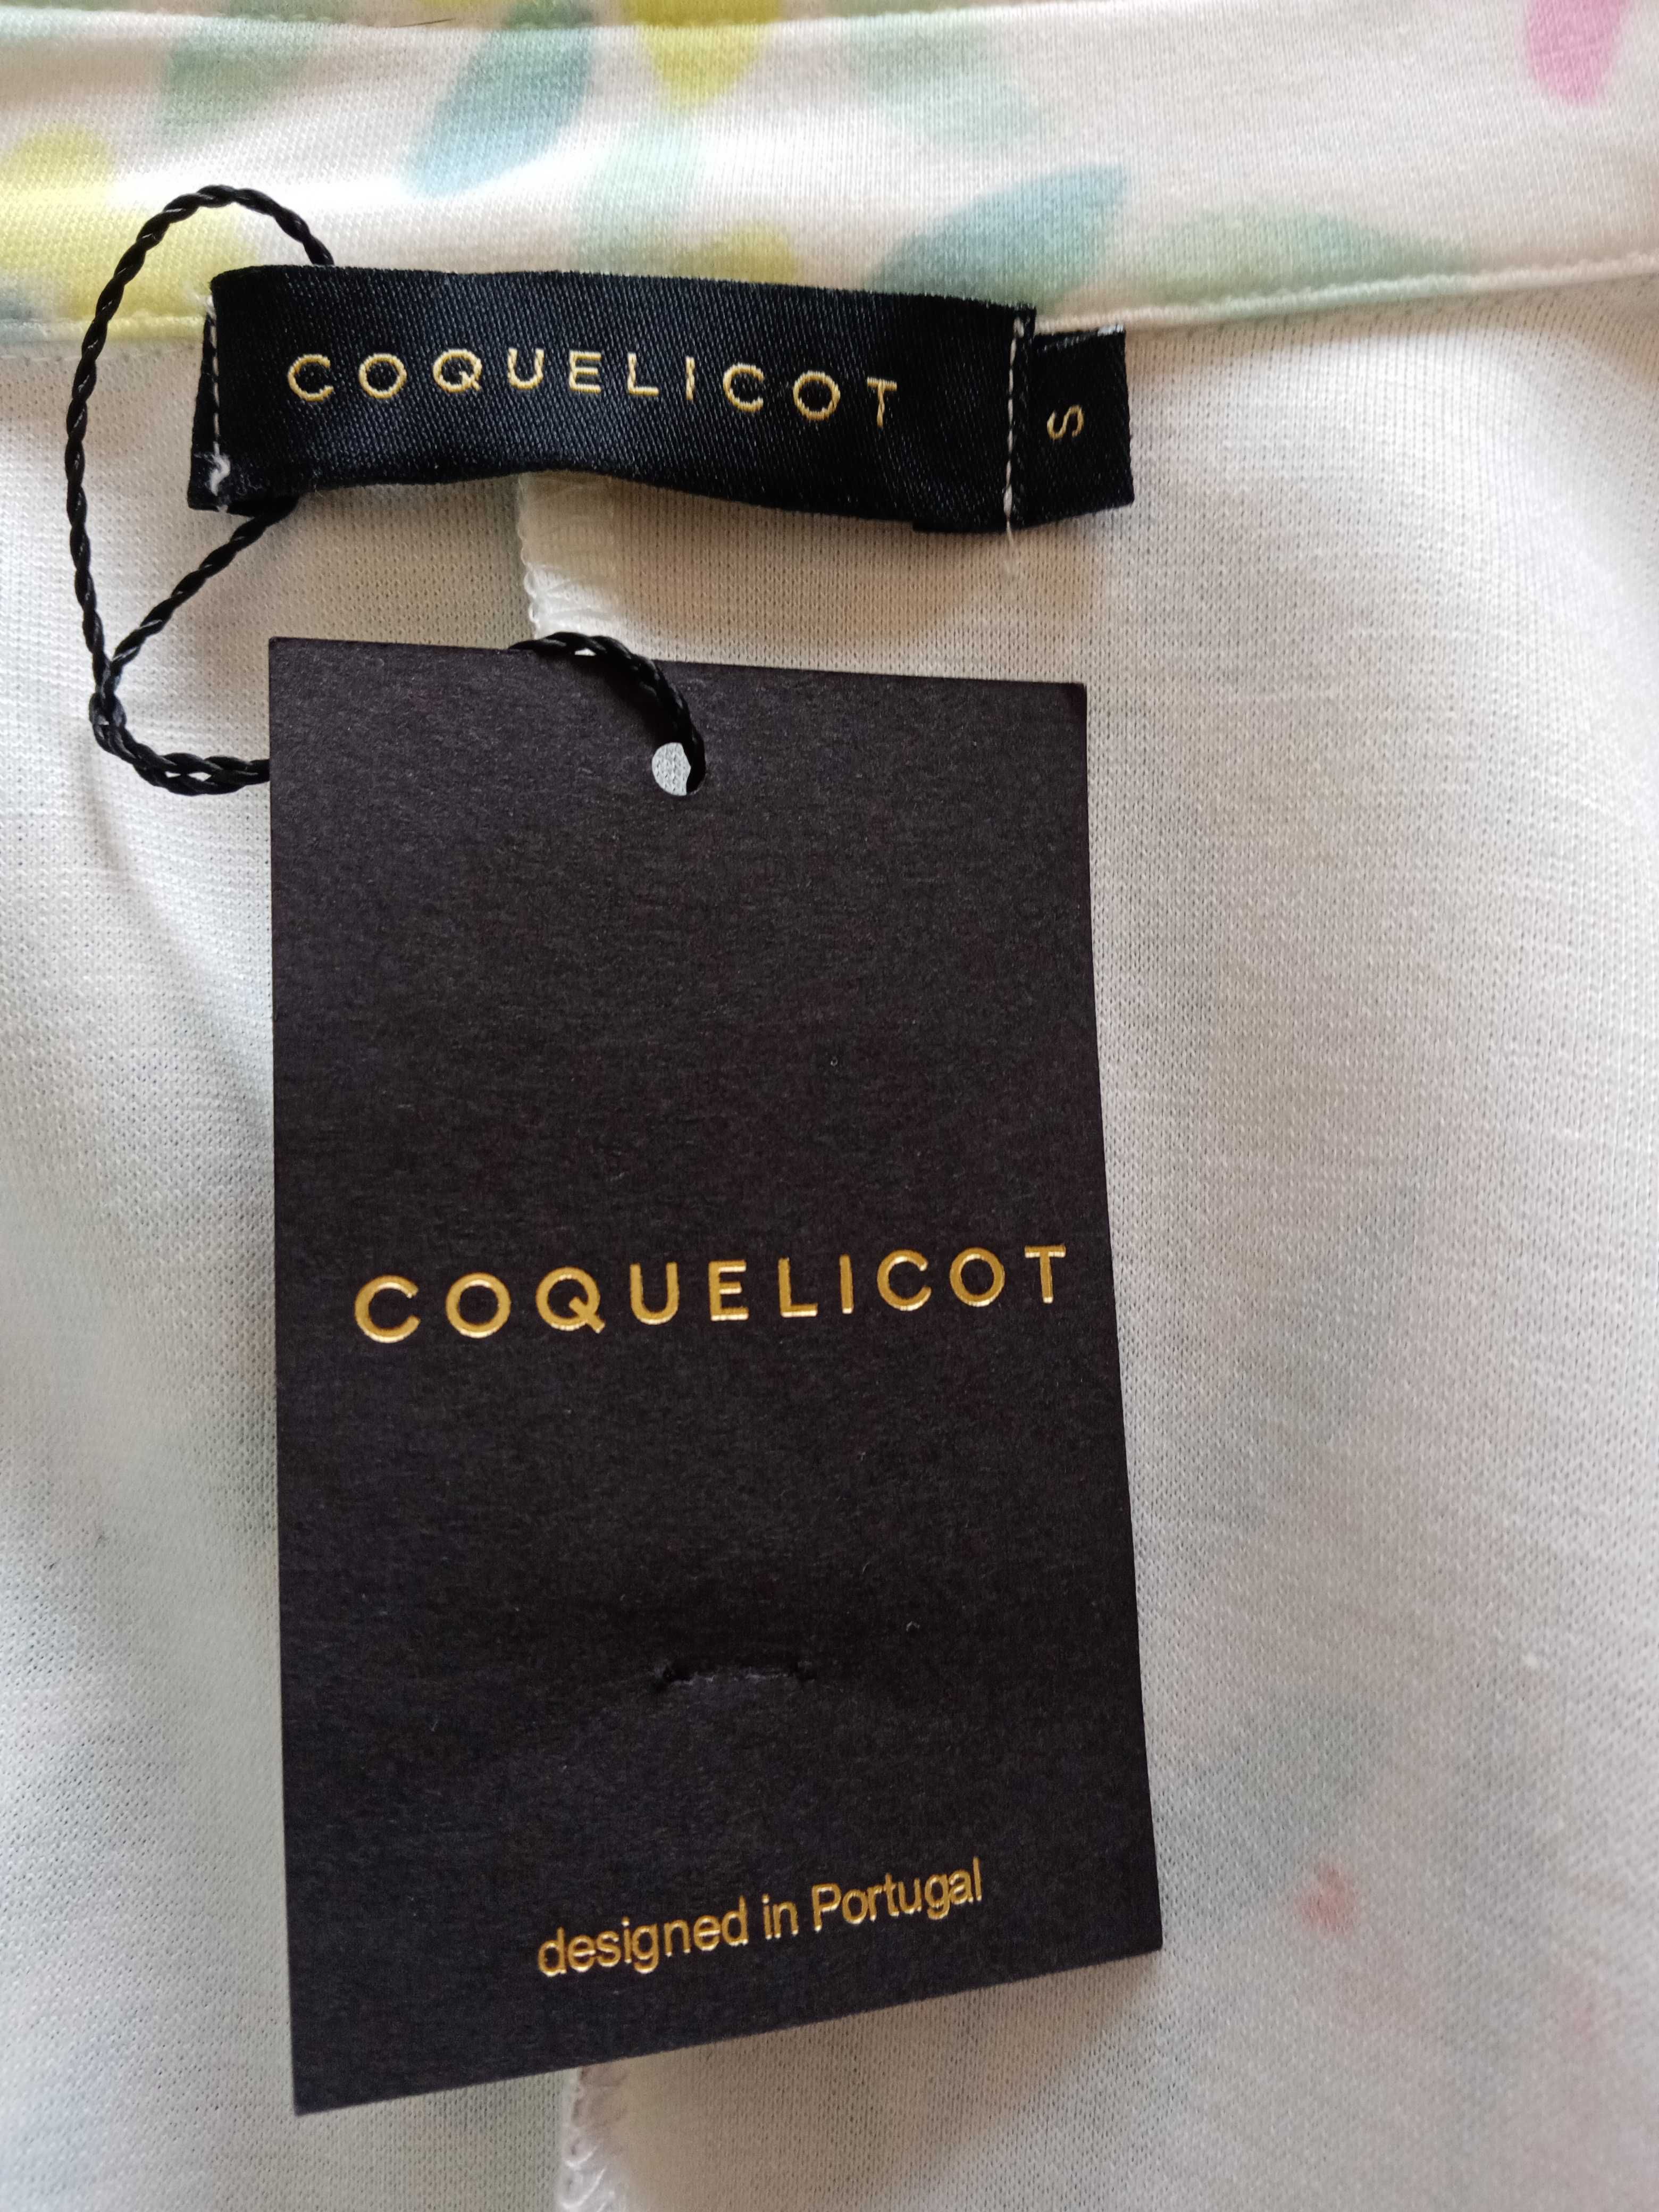 COQUELICOT
S
COQUELICOT
designed in Portugal